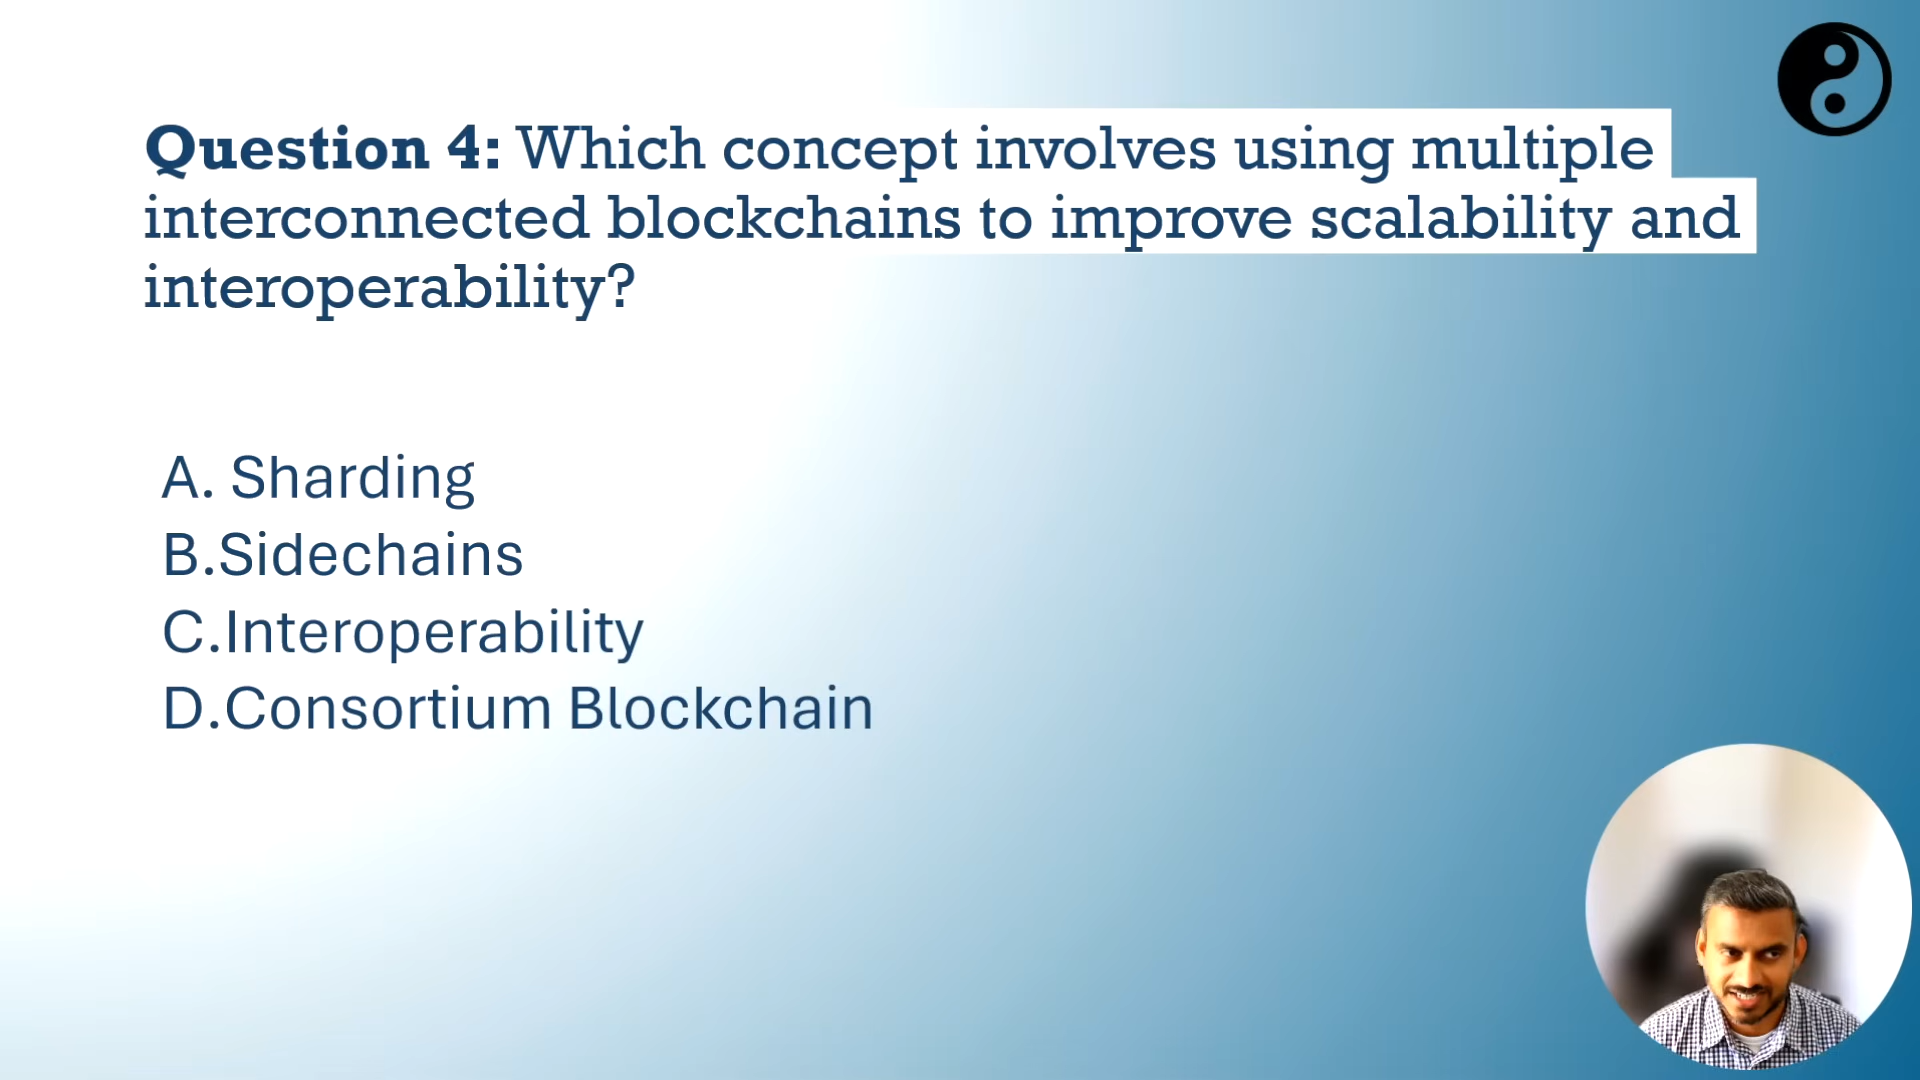 Question 4: Which concept involves using multiple
interconnected blockchains to improve scalability and
interoperability?
A. Sharding
B.Sidechains
C.Interoperability
D.Consortium Blockchain